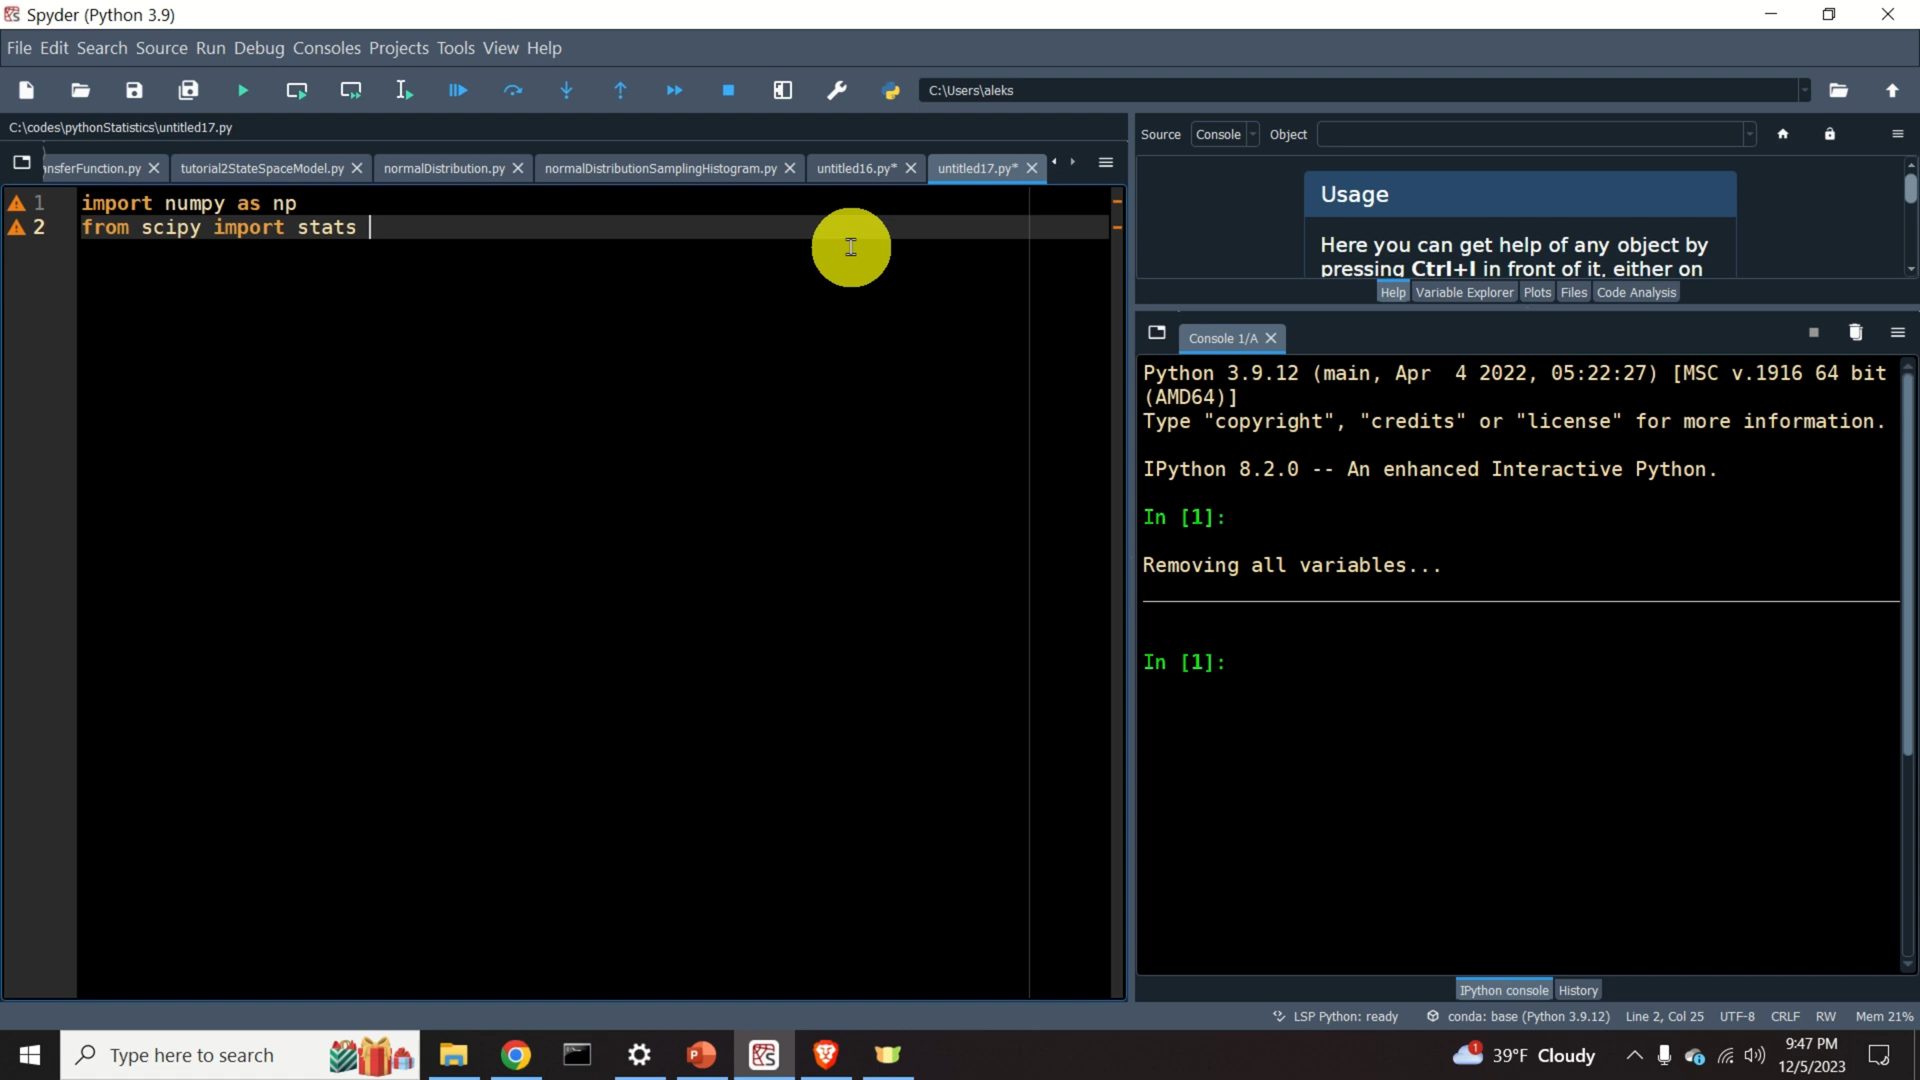 Spyder (Python 3.9)
File Edit Search Source Run Debug Consoles Projects Tools View Help
C:\Users\aleks
C:\codes\pythonStatistics\untitled17.py
nsferFunction.py tutorial2StateSpaceModel.py normalDistribution.py normalDistributionSamplingHistogram.py untitled16.py* untitled17.py*
1 import numpy as np
2 from scipy import stats
Source Console Object
Usage
Here you can get help of any object by
pressing Ctrl+I in front of it, either on
Help Variable Explorer Plots Files Code Analysis
Console 1/A
Python 3.9.12 (main, Apr  4 2022, 05:22:27) [MSC v.1916 64 bit
(AMD64)]
Type "copyright", "credits" or "license" for more information.
IPython 8.2.0 -- An enhanced Interactive Python.
In [1]:
Removing all variables...
In [1]:
IPython console History
LSP Python: ready conda: base (Python 3.9.12) Line 2, Col 25 UTF-8 CRLF RW Mem 21%
Type here to search
1 39°F Cloudy
9:47 PM
12/5/2023